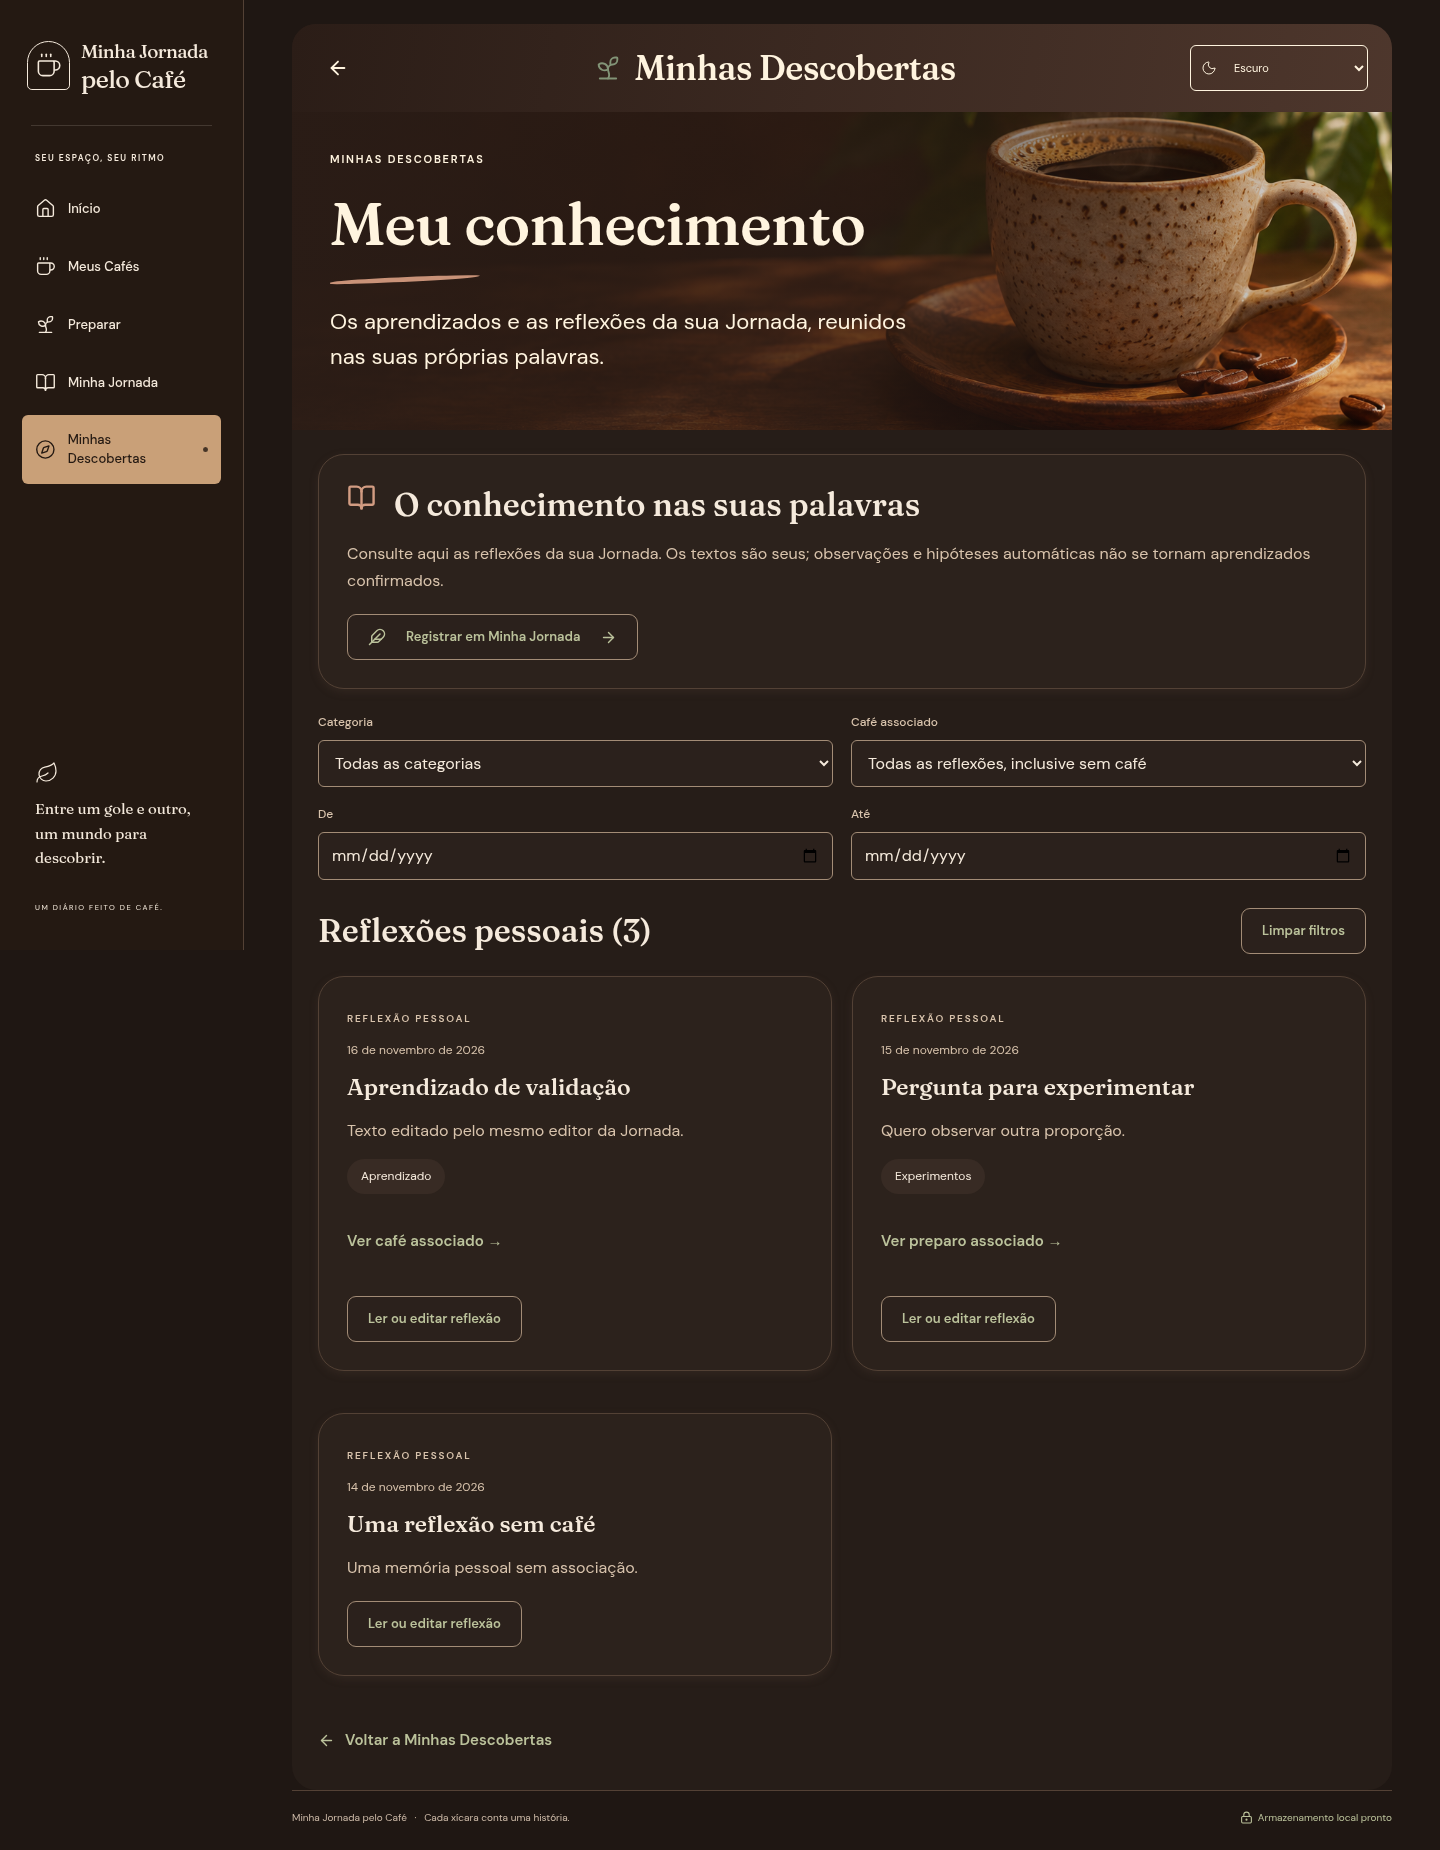 Minha Jornada
pelo Café
SEU ESPAÇO, SEU RITMO
Início
Meus Cafés
Preparar
Minha Jornada
Minhas
Descobertas
Entre um gole e outro,
um mundo para
descobrir.
UM DIÁRIO FEITO DE CAFÉ.
Minhas Descobertas
Escuro
MINHAS DESCOBERTAS
Meu conhecimento
Os aprendizados e as reflexões da sua Jornada, reunidos
nas suas próprias palavras.
O conhecimento nas suas palavras
Consulte aqui as reflexões da sua Jornada. Os textos são seus; observações e hipóteses automáticas não se tornam aprendizados
confirmados.
Registrar em Minha Jornada →
Categoria
Todas as categorias
Café associado
Todas as reflexões, inclusive sem café
De
mm/dd/yyyy
Até
mm/dd/yyyy
Reflexões pessoais (3)
Limpar filtros
REFLEXÃO PESSOAL
16 de novembro de 2026
Aprendizado de validação
Texto editado pelo mesmo editor da Jornada.
Aprendizado
Ver café associado →
Ler ou editar reflexão
REFLEXÃO PESSOAL
15 de novembro de 2026
Pergunta para experimentar
Quero observar outra proporção.
Experimentos
Ver preparo associado →
Ler ou editar reflexão
REFLEXÃO PESSOAL
14 de novembro de 2026
Uma reflexão sem café
Uma memória pessoal sem associação.
Ler ou editar reflexão
← Voltar a Minhas Descobertas
Minha Jornada pelo Café · Cada xícara conta uma história.
Armazenamento local pronto